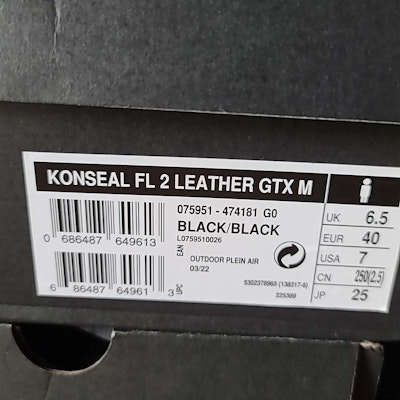 KONSEAL FL 2 LEATHER GTX M
075951 - 474181 G0
BLACK/BLACK
L0759510026
0 686487 649613
EAN
OUTDOOR PLEIN AIR
03/22
6 86487 64961 3
UPC
5302379965 (138317-8)
225389
UK 6.5
EUR 40
USA 7
CN 250(2.5)
JP 25